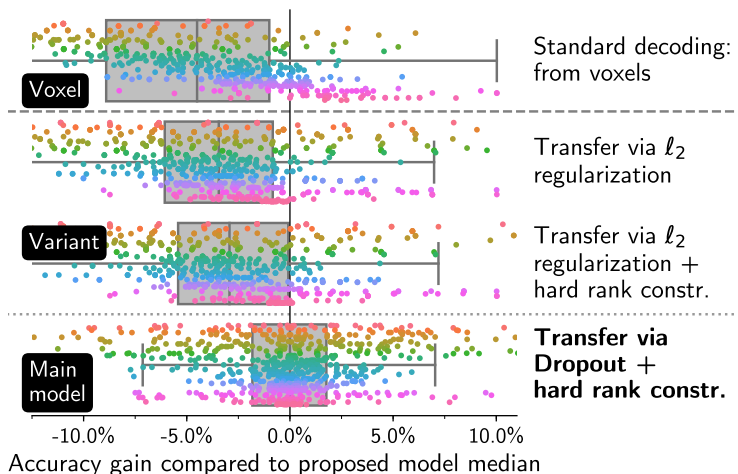 Standard decoding:
from voxels
Voxel
Transfer via ℓ2
regularization
Variant
Transfer via ℓ2
regularization +
hard rank constr.
Main
model
Transfer via
Dropout +
hard rank constr.
-10.0% -5.0% 0.0% 5.0% 10.0%
Accuracy gain compared to proposed model median